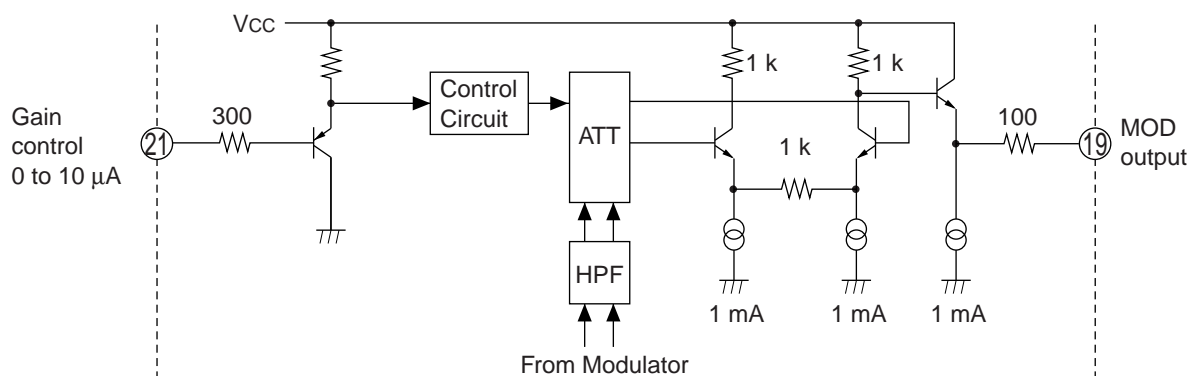 Vcc
1 k
1 k
Control
Circuit
Gain
control
0 to 10 μA
21
300
ATT
1 k
100
19
MOD
output
HPF
1 mA
1 mA
1 mA
From Modulator